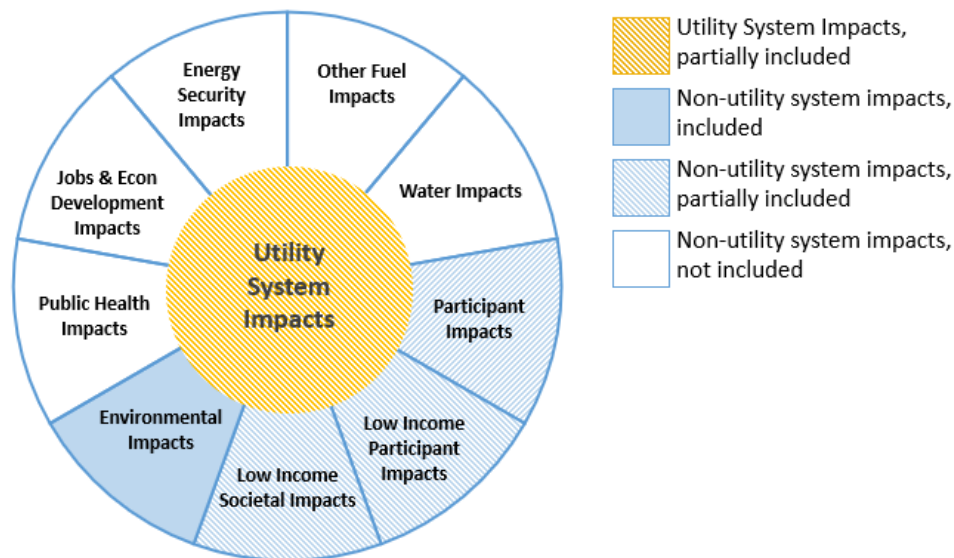 Energy
Security
Impacts
Other Fuel
Impacts
Jobs & Econ
Development
Impacts
Water Impacts
Utility
System
Impacts
Public Health
Impacts
Participant
Impacts
Environmental
Impacts
Low Income
Participant
Impacts
Low Income
Societal Impacts
Utility System Impacts,
partially included
Non-utility system impacts,
included
Non-utility system impacts,
partially included
Non-utility system impacts,
not included